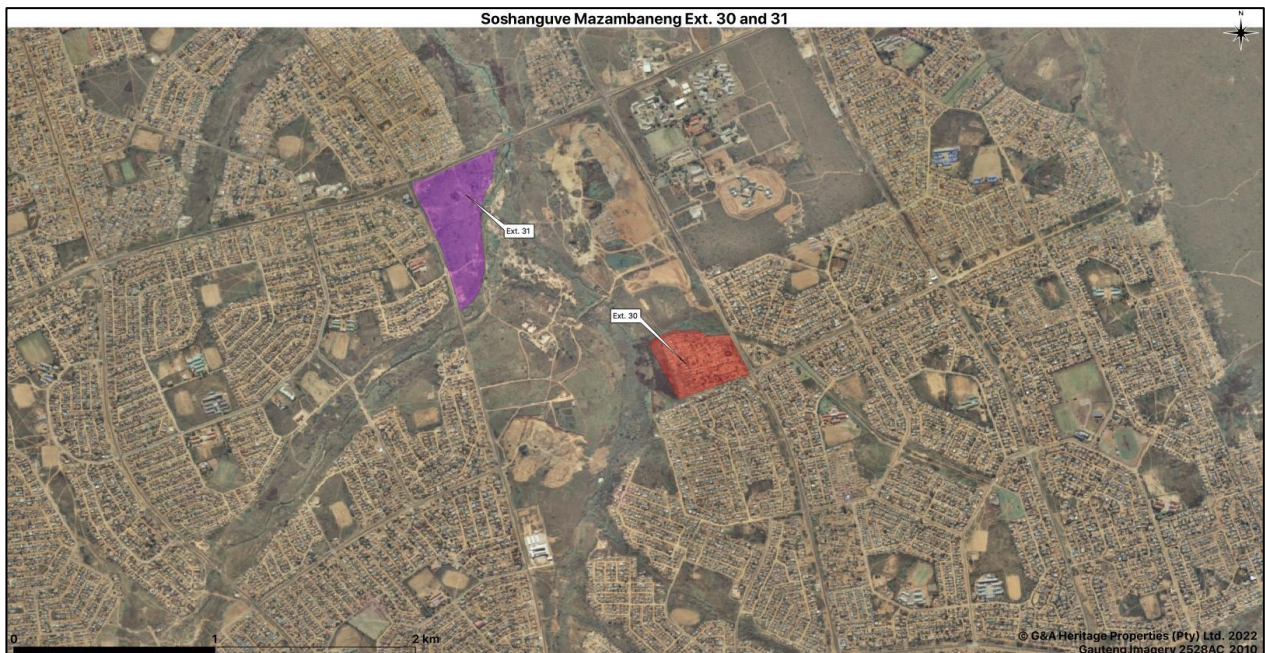 Soshanguve Mazambaneng Ext. 30 and 31
N
Ext. 31
Ext. 30
0 1 2 km
© G&A Heritage Properties (Pty) Ltd. 2022
Gauteng Imagery 2528AC 2010